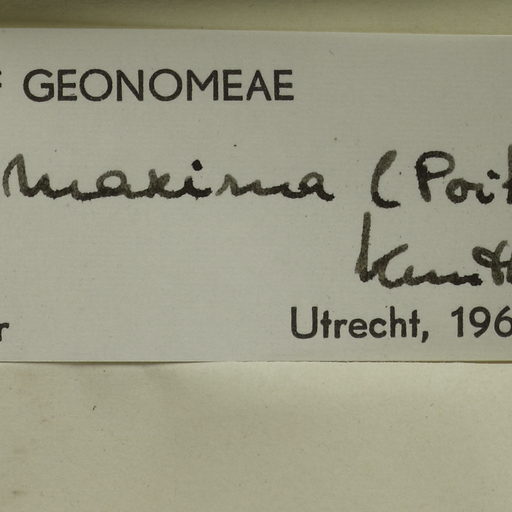 GEONOMEAE
maxima (Poit
Kunth
Utrecht, 196